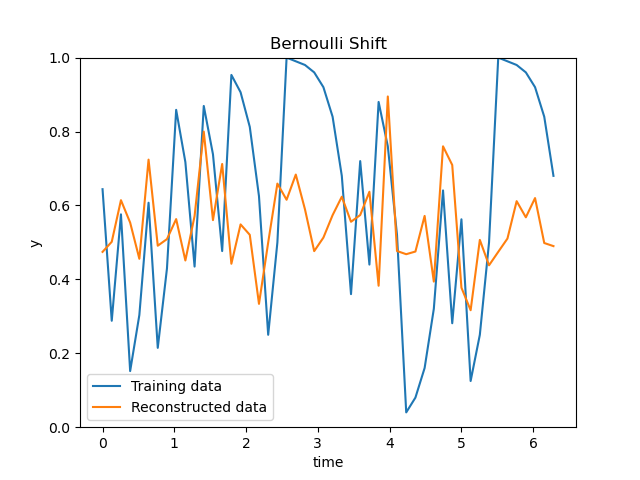 Bernoulli Shift
1.0
0.8
0.6
0.4
0.2
0.0
y
Training data
Reconstructed data
0 1 2 3 4 5 6
time